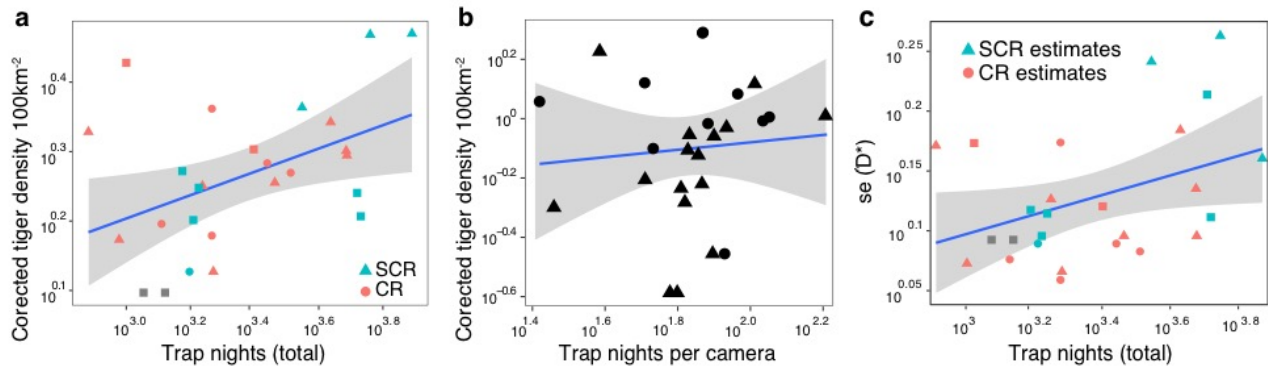 a
Corected tiger density 100km-2
10^0.4
10^0.3
10^0.2
10^0.1
10^3.0 10^3.2 10^3.4 10^3.6 10^3.8
Trap nights (total)
SCR
CR
b
Corected tiger density 100km-2
10^0.2
10^0
10^-0.2
10^-0.4
10^-0.6
10^1.4 10^1.6 10^1.8 10^2.0 10^2.2
Trap nights per camera
c
se (D*)
10^0.25
10^0.2
10^0.15
10^0.1
10^0.05
10^3 10^3.2 10^3.4 10^3.6 10^3.8
Trap nights (total)
SCR estimates
CR estimates